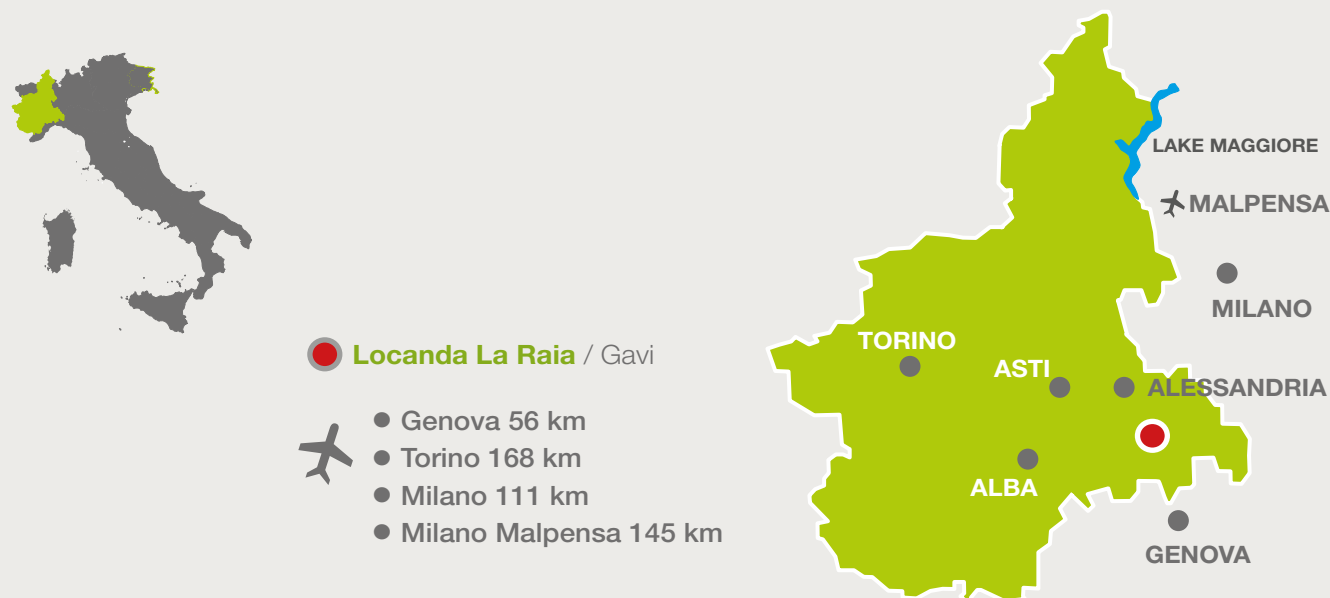 Locanda La Raia / Gavi
Genova 56 km
Torino 168 km
Milano 111 km
Milano Malpensa 145 km
LAKE MAGGIORE
MALPENSA
MILANO
TORINO
ASTI
ALESSANDRIA
ALBA
GENOVA